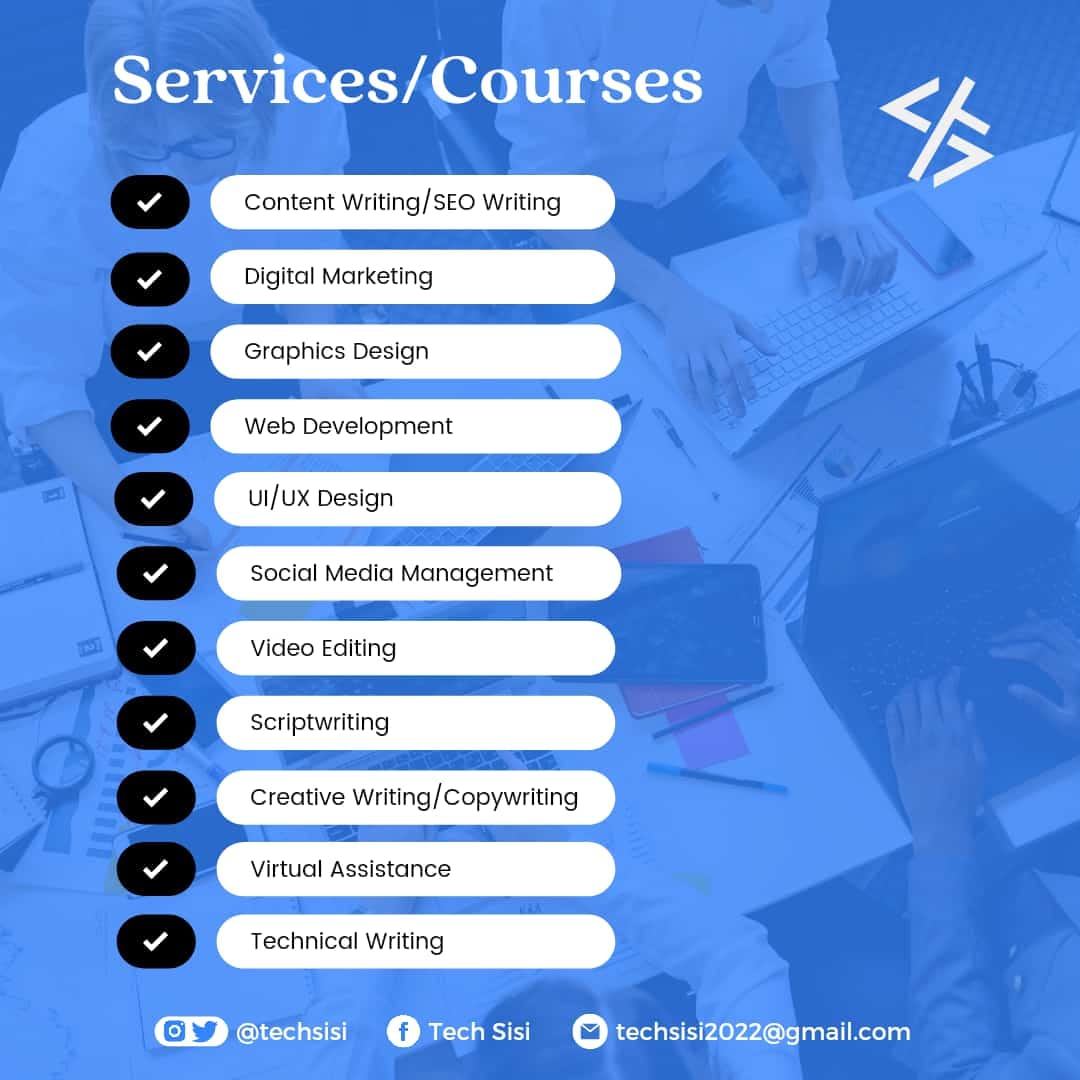 Services/Courses
Content Writing/SEO Writing
Digital Marketing
Graphics Design
Web Development
UI/UX Design
Social Media Management
Video Editing
Scriptwriting
Creative Writing/Copywriting
Virtual Assistance
Technical Writing
@techsisi Tech Sisi techsisi2022@gmail.com